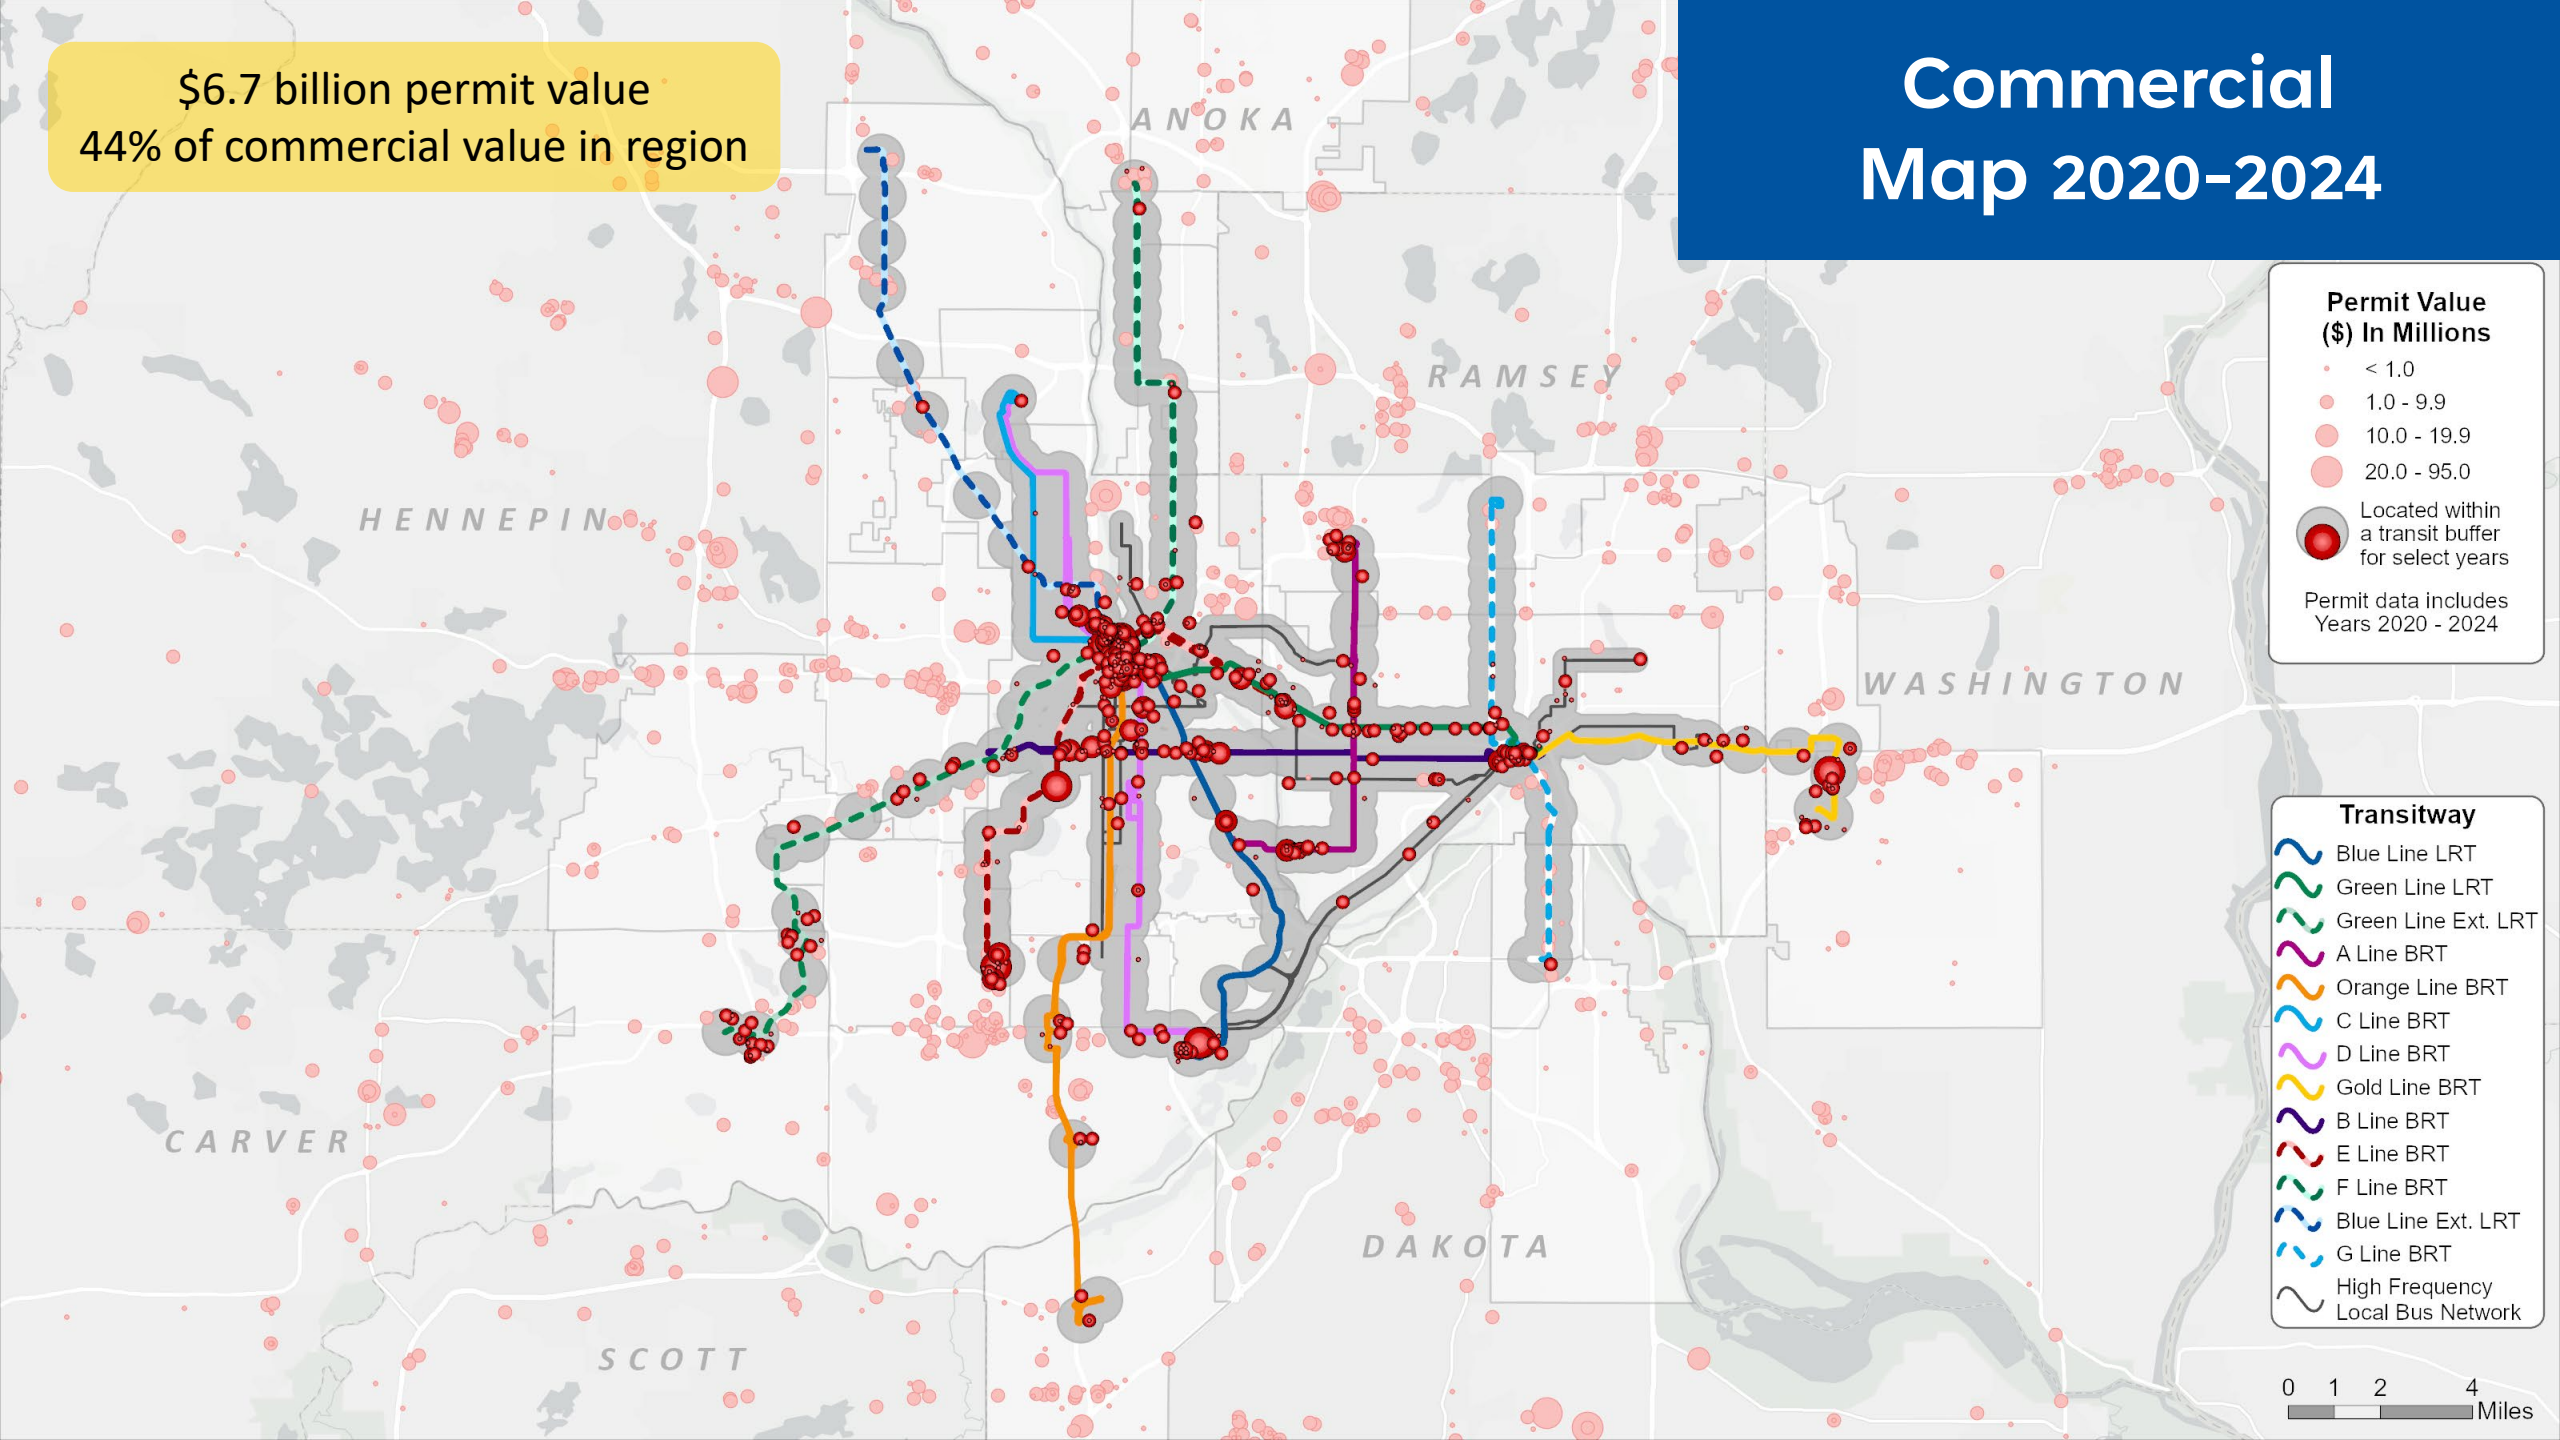 $6.7 billion permit value
44% of commercial value in region
Commercial
Map 2020-2024
ANOKA
RAMSEY
HENNEPIN
WASHINGTON
CARVER
DAKOTA
SCOTT
Permit Value
($) In Millions
< 1.0
1.0 - 9.9
10.0 - 19.9
20.0 - 95.0
Located within
a transit buffer
for select years
Permit data includes
Years 2020 - 2024
Transitway
Blue Line LRT
Green Line LRT
Green Line Ext. LRT
A Line BRT
Orange Line BRT
C Line BRT
D Line BRT
Gold Line BRT
B Line BRT
E Line BRT
F Line BRT
Blue Line Ext. LRT
G Line BRT
High Frequency
Local Bus Network
0 1 2 4
Miles